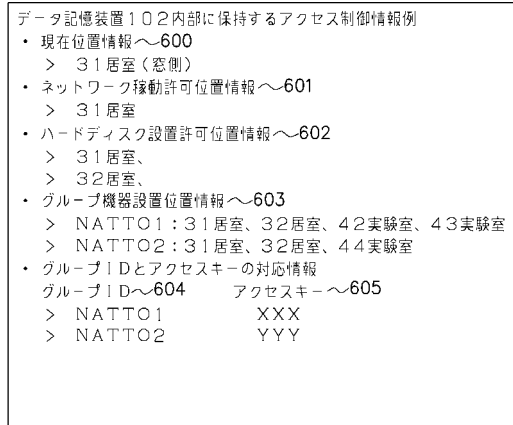 データ記憶装置102内部に保持するアクセス制御情報例
・ 現在位置情報～600
> 31居室(窓側)
・ ネットワーク稼動許可位置情報～601
> 31居室
・ ハードディスク設置許可位置情報～602
> 31居室、
> 32居室、
・ グループ機器設置位置情報～603
> NATTO1:31居室、32居室、42実験室、43実験室
> NATTO2:31居室、32居室、44実験室
・ グループIDとアクセスキーの対応情報
グループID～604 アクセスキー～605
> NATTO1 XXX
> NATTO2 YYY